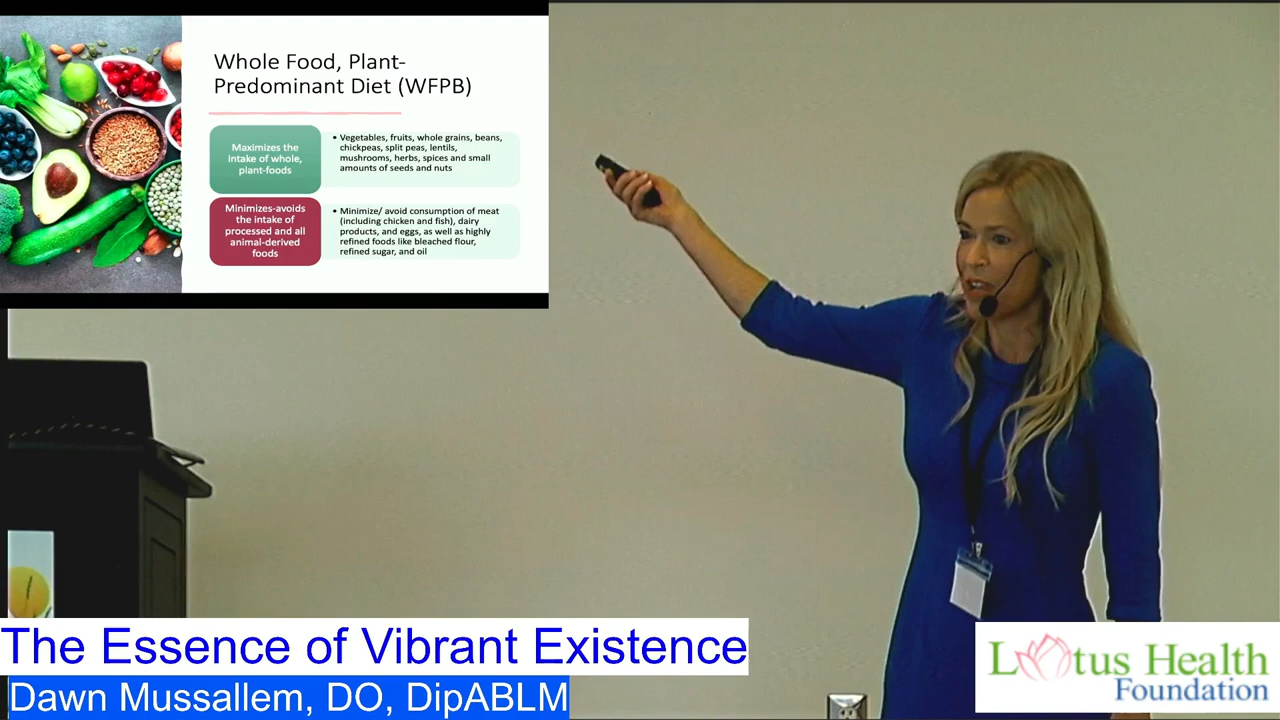 Whole Food, Plant-
Predominant Diet (WFPB)
Maximizes the
intake of whole,
plant-foods
• Vegetables, fruits, whole grains, beans,
chickpeas, split peas, lentils,
mushrooms, herbs, spices and small
amounts of seeds and nuts
Minimizes-avoids
the intake of
processed and all
animal-derived
foods
• Minimize/ avoid consumption of meat
(including chicken and fish), dairy
products, and eggs, as well as highly
refined foods like bleached flour,
refined sugar, and oil
The Essence of Vibrant Existence
Dawn Mussallem, DO, DipABLM
Lotus Health
Foundation